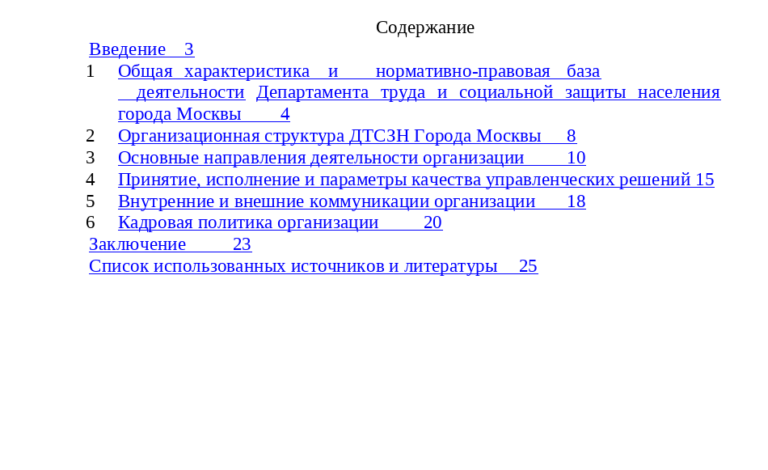 Содержание
Введение 3
1 Общая характеристика и нормативно-правовая база
деятельности Департамента труда и социальной защиты населения
города Москвы 4
2 Организационная структура ДТСЗН Города Москвы 8
3 Основные направления деятельности организации 10
4 Принятие, исполнение и параметры качества управленческих решений 15
5 Внутренние и внешние коммуникации организации 18
6 Кадровая политика организации 20
Заключение 23
Список использованных источников и литературы 25